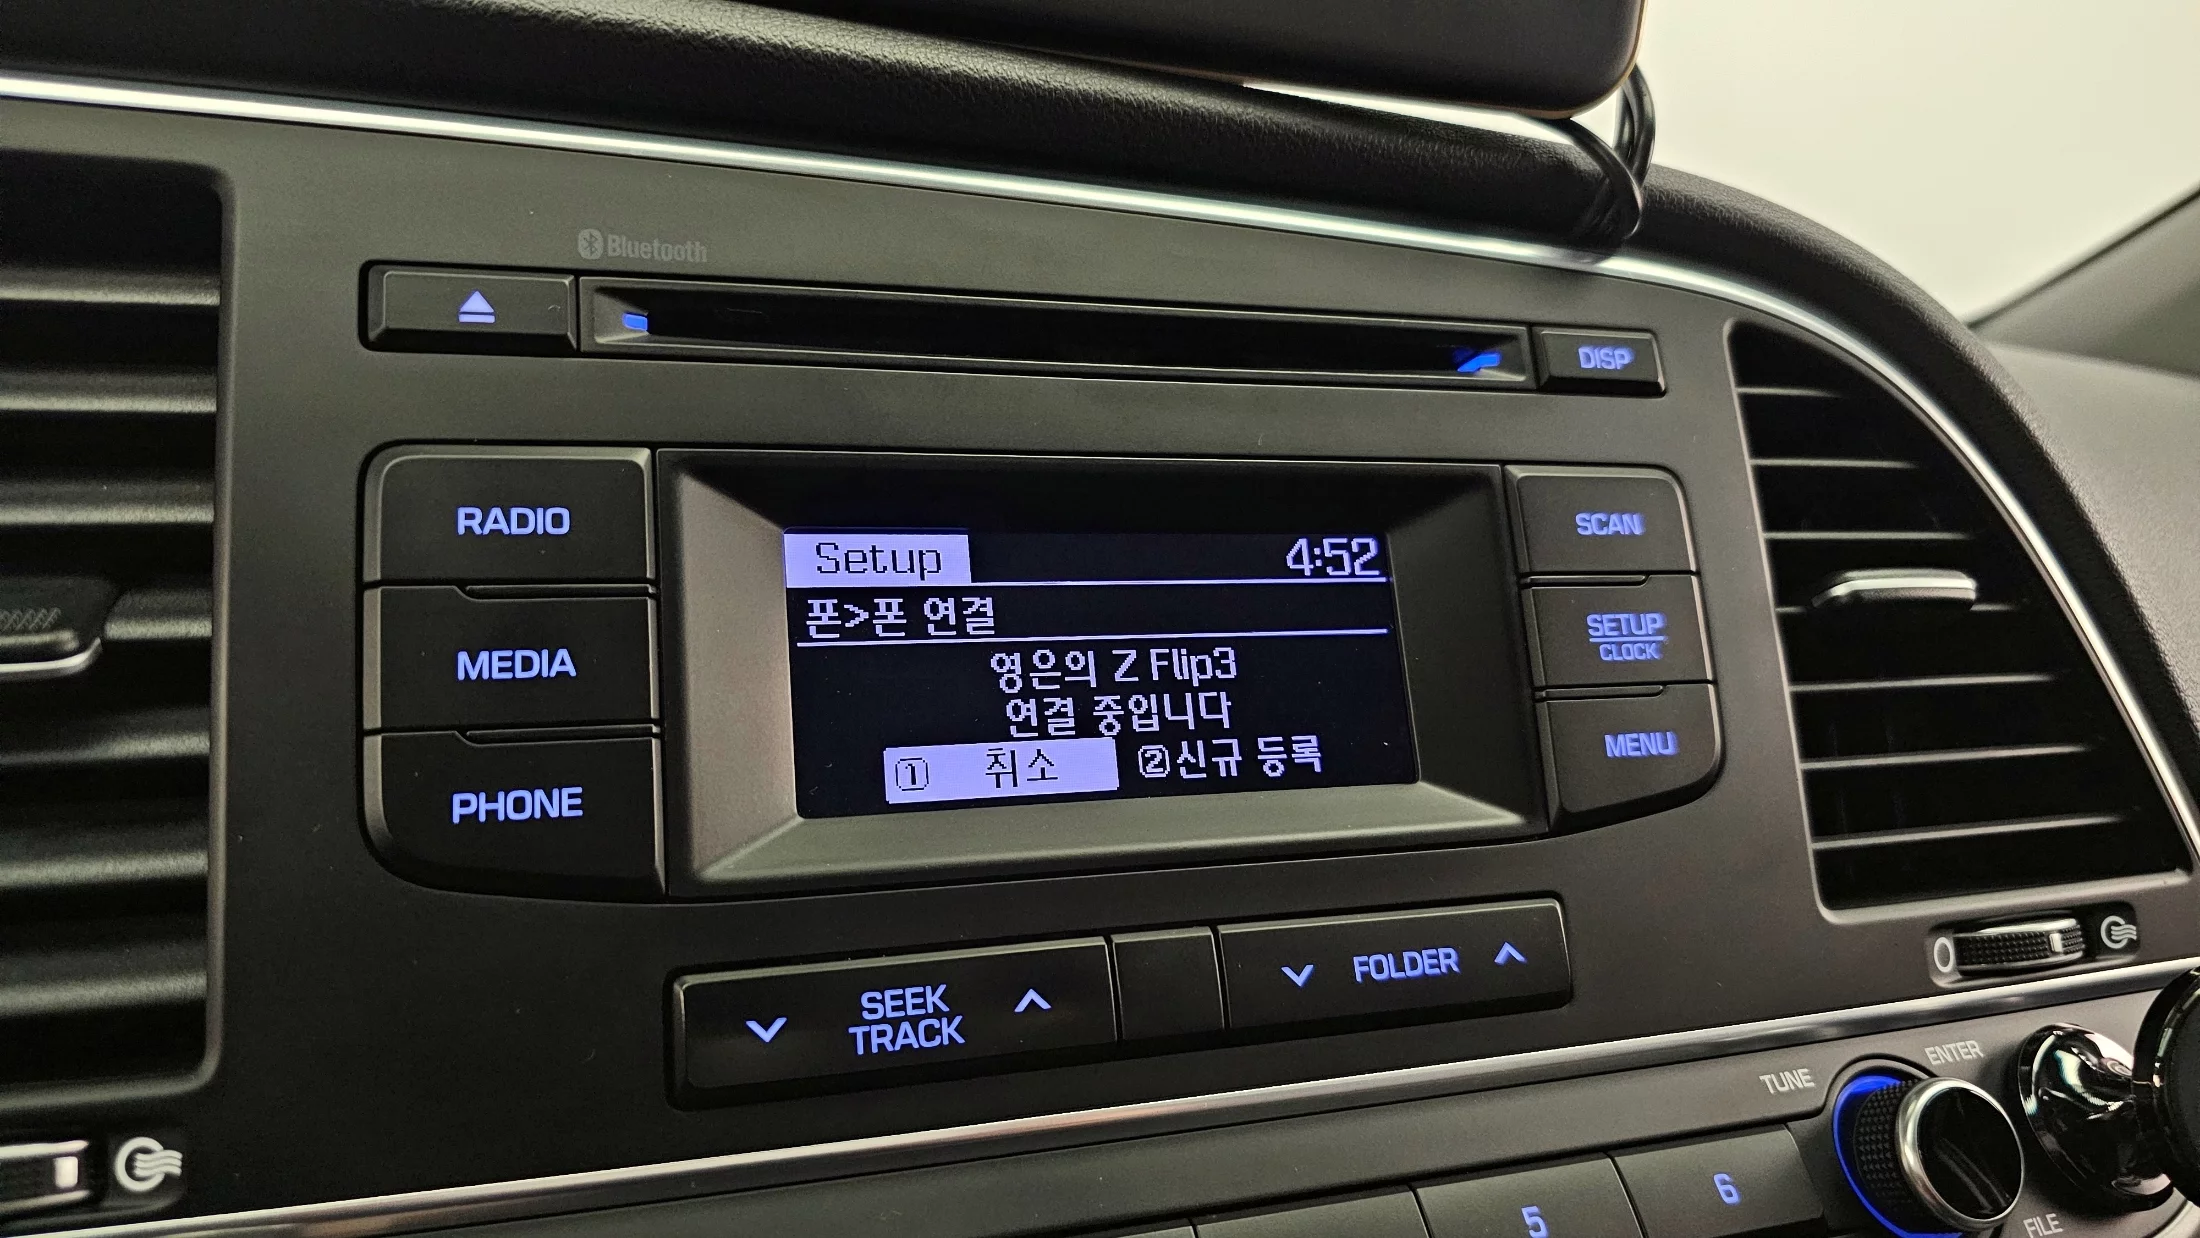 Bluetooth
DISP
RADIO
MEDIA
PHONE
Setup 4:52
폰>폰 연결
영은의 Z Flip3
연결 중입니다
1 취소 2 신규 등록
SCAN
SETUP
CLOCK
MENU
SEEK
TRACK
FOLDER
0
TUNE
ENTER
FILE
5
6